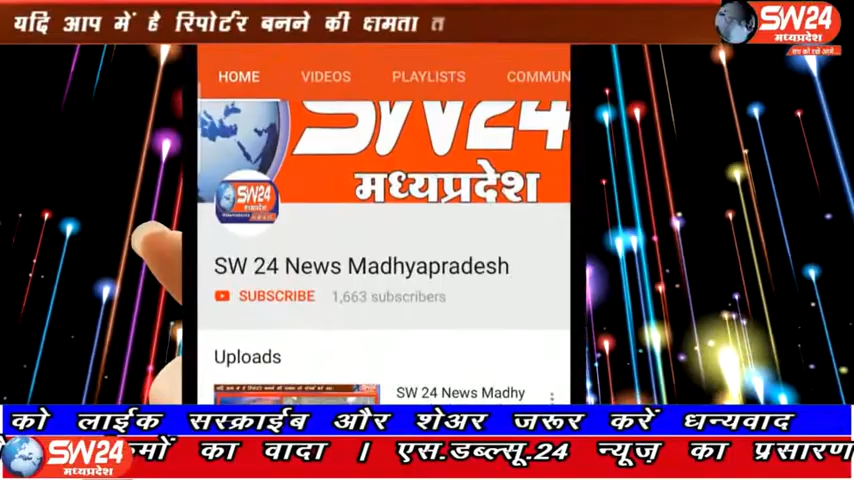 यदि आप में है रिपोर्टर बनने की क्षमता
SW24
मध्यप्रदेश
HOME VIDEOS PLAYLISTS COMMUN
SW24
मध्यप्रदेश
SW24
SW 24 News Madhyapradesh
SUBSCRIBE 1,663 subscribers
Uploads
SW 24 News Madhy
को लाईक सस्क्राईब और शेअर जरूर करें धन्यवाद
का वादा । एस.डब्ल्सू.24 न्यूज़ का प्रसारण
SW24
मध्यप्रदेश